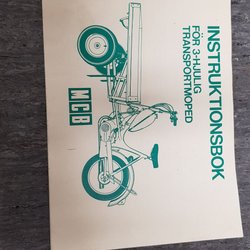 INSTRUKTIONSBOK
FÖR 3-HJULIG
TRANSPORTMOPED
MCB